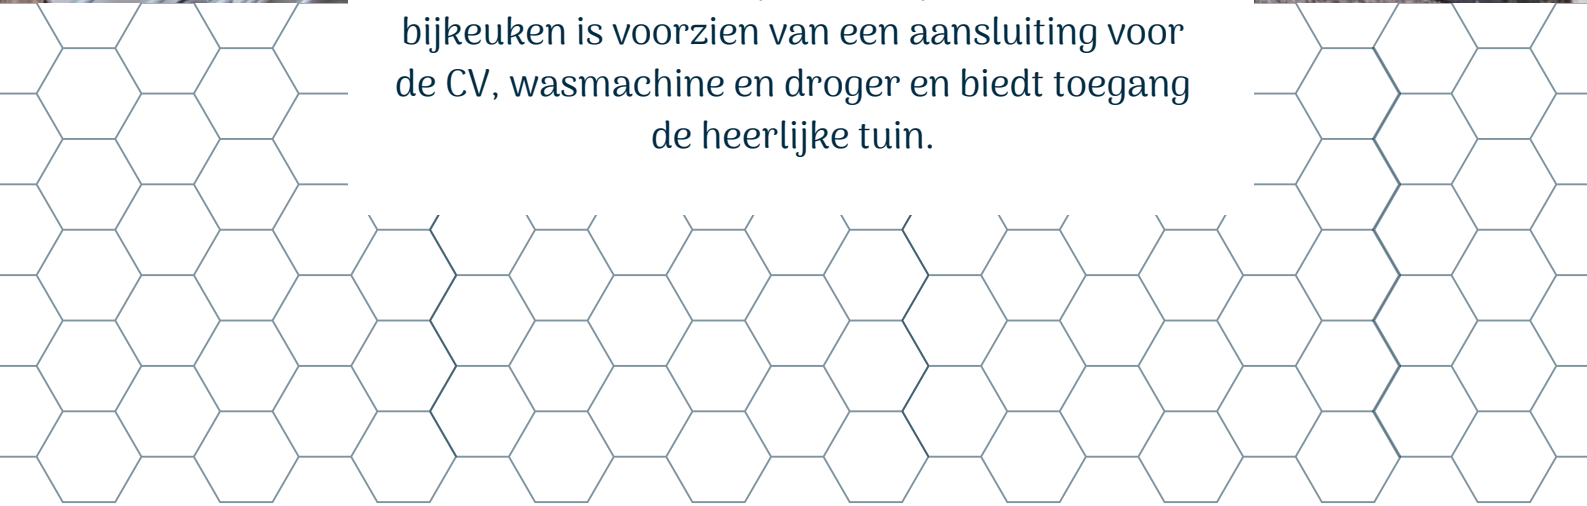 bijkeuken is voorzien van een aansluiting voor
de CV, wasmachine en droger en biedt toegang
de heerlijke tuin.